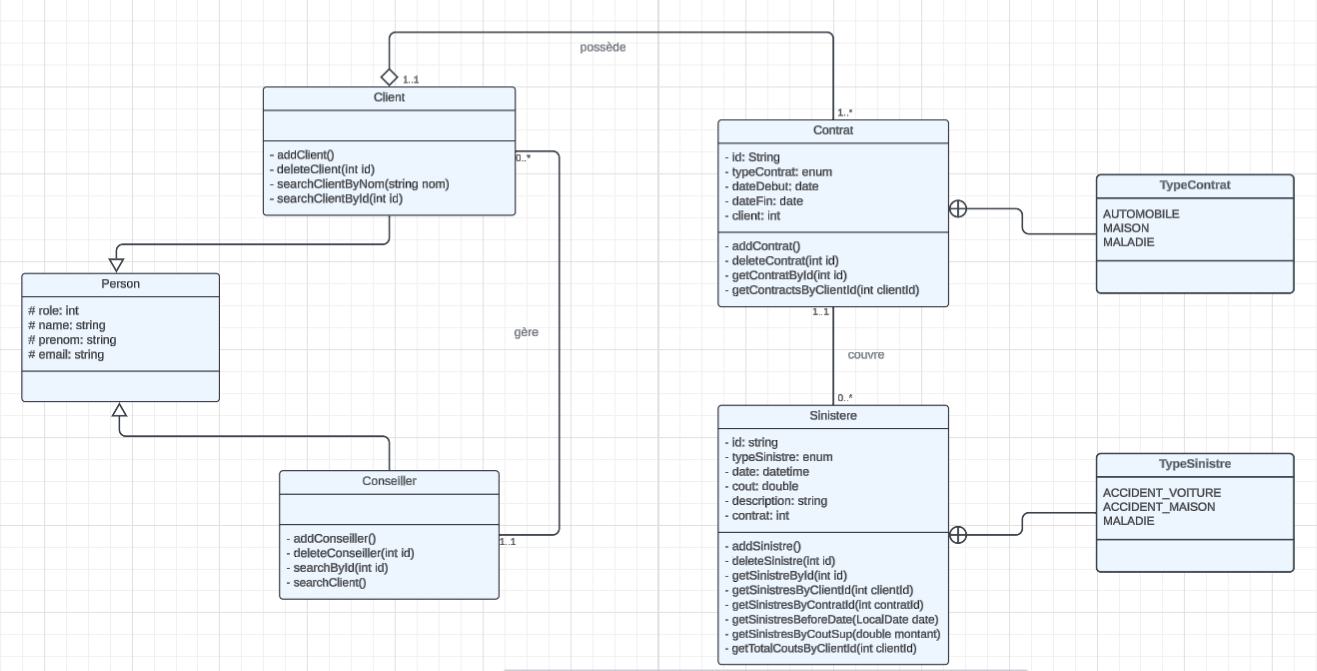 possède
1..1
Client
- addClient()
- deleteClient(int id)
- searchClientByNom(string nom)
- searchClientById(int id)
0..*
1..*
Contrat
- id: String
- typeContrat: enum
- dateDebut: date
- dateFin: date
- client: int
- addContrat()
- deleteContrat(int id)
- getContratById(int id)
- getContractsByClientId(int clientId)
1..1
TypeContrat
AUTOMOBILE
MAISON
MALADIE
Person
# role: int
# name: string
# prenom: string
# email: string
gère
couvre
0..*
Sinistere
- id: string
- typeSinistre: enum
- date: datetime
- cout: double
- description: string
- contrat: int
- addSinistre()
- deleteSinistre(int id)
- getSinistreById(int id)
- getSinistresByClientId(int clientId)
- getSinistresByContratId(int contratId)
- getSinistresBeforeDate(LocalDate date)
- getSinistresByCoutSup(double montant)
- getTotalCoutsByClientId(int clientId)
TypeSinistre
ACCIDENT_VOITURE
ACCIDENT_MAISON
MALADIE
Conseiller
- addConseiller()
- deleteConseiller(int id)
- searchById(int id)
- searchClient()
1..1